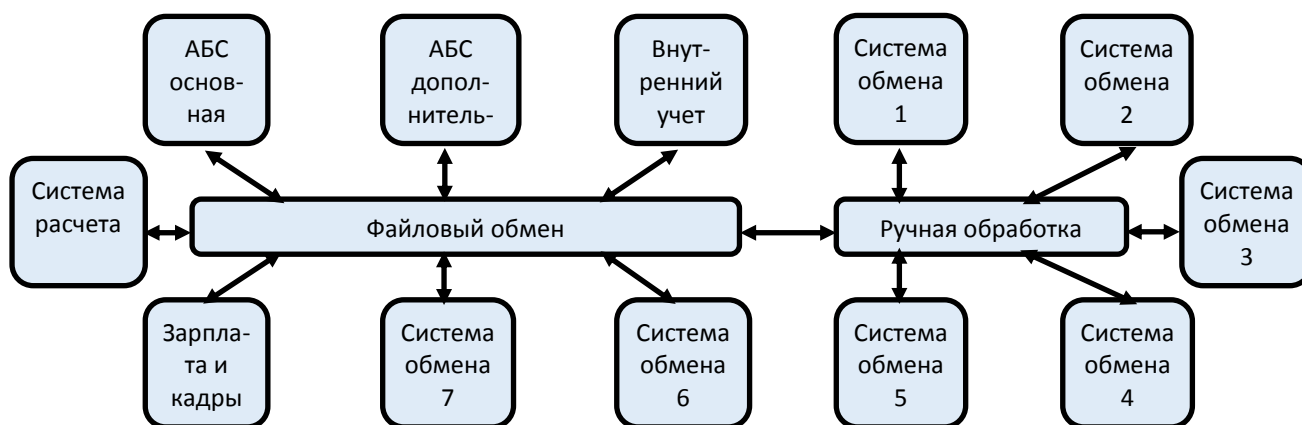 АБС
основ-
ная
АБС
допол-
нитель-
Внут-
ренний
учет
Система
обмена
1
Система
обмена
2
Система
расчета
Файловый обмен
Ручная обработка
Система
обмена
3
Зарпла-
та и
кадры
Система
обмена
7
Система
обмена
6
Система
обмена
5
Система
обмена
4